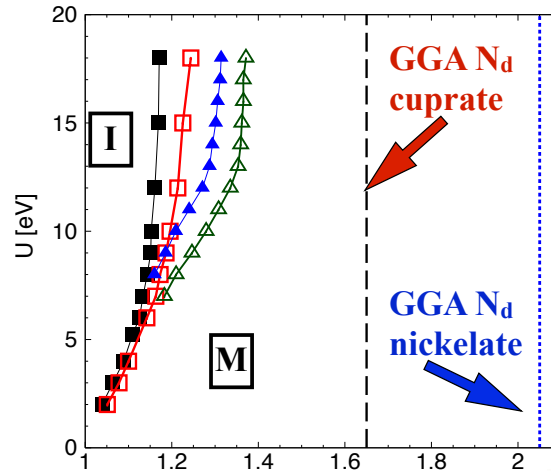 20
15
10
5
0
U [eV]
I
M
GGA N_d
cuprate
GGA N_d
nickelate
1
1.2
1.4
1.6
1.8
2